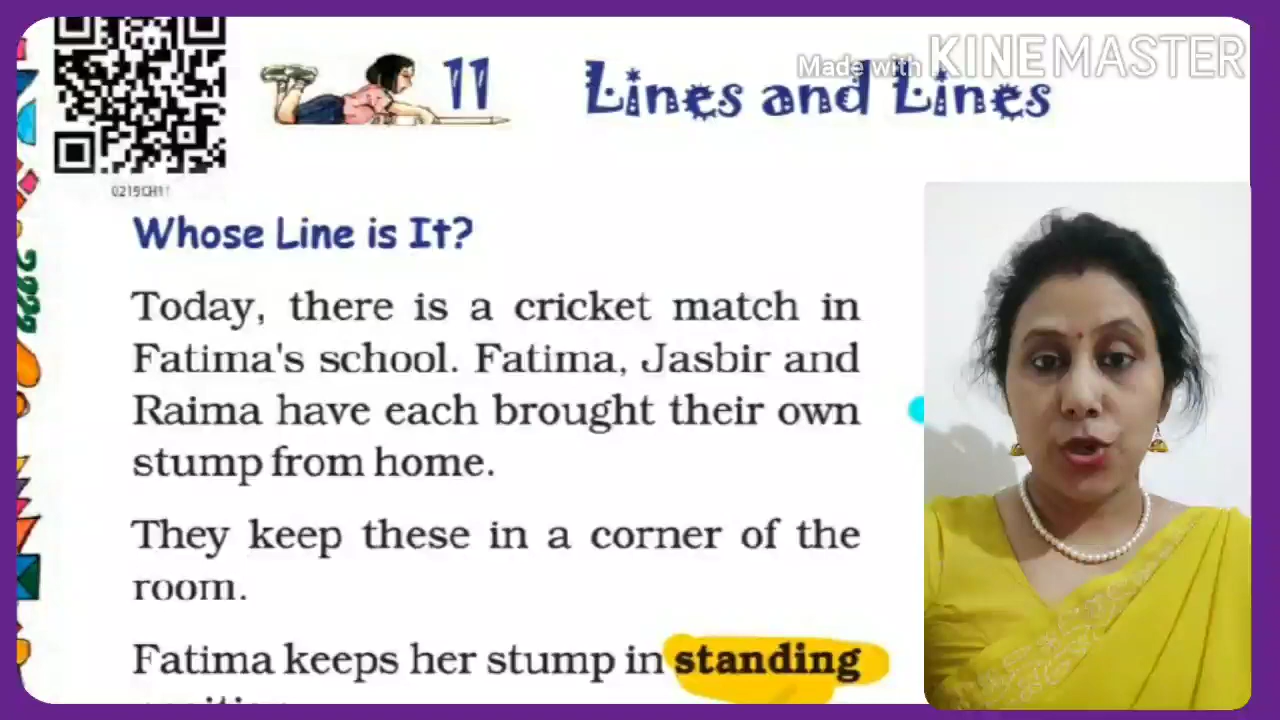 Made with KINEMASTER
11 Lines and Lines
0219CH11
Whose Line is It?
Today, there is a cricket match in
Fatima's school. Fatima, Jasbir and
Raima have each brought their own
stump from home.
They keep these in a corner of the
room.
Fatima keeps her stump in standing